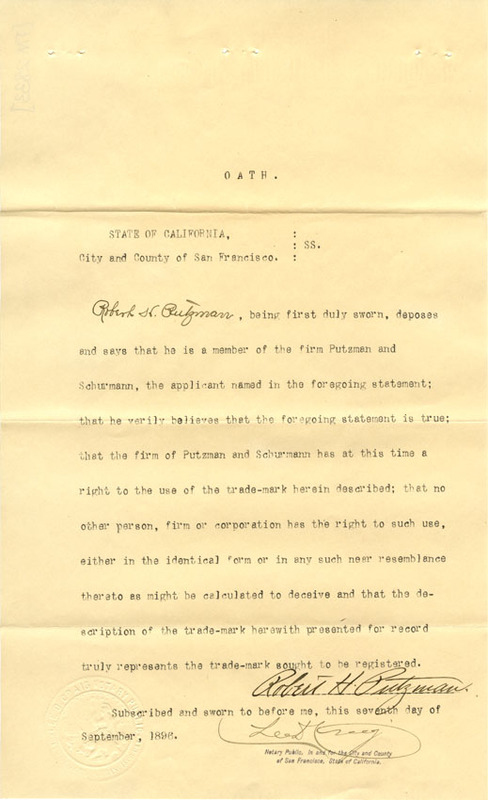 OATH.
STATE OF CALIFORNIA, :
: SS.
City and County of San Francisco. :
Robert H. Putzman, being first duly sworn, deposes
and says that he is a member of the firm Putzman and
Schurmann, the applicant named in the foregoing statement;
that he verily believes that the foregoing statement is true;
that the firm of Putzman and Schurmann has at this time a
right to the use of the trade-mark herein described; that no
other person, firm or corporation has the right to such use,
either in the identical form or in any such near resemblance
thereto as might be calculated to deceive and that the de-
scription of the trade-mark herewith presented for record
truly represents the trade-mark sought to be registered.
Robert H. Putzman.
Subscribed and sworn to before me, this seventh day of
September, 1896.
Lee D. Craig
Notary Public, In and for the City and County
of San Francisco, State of California.